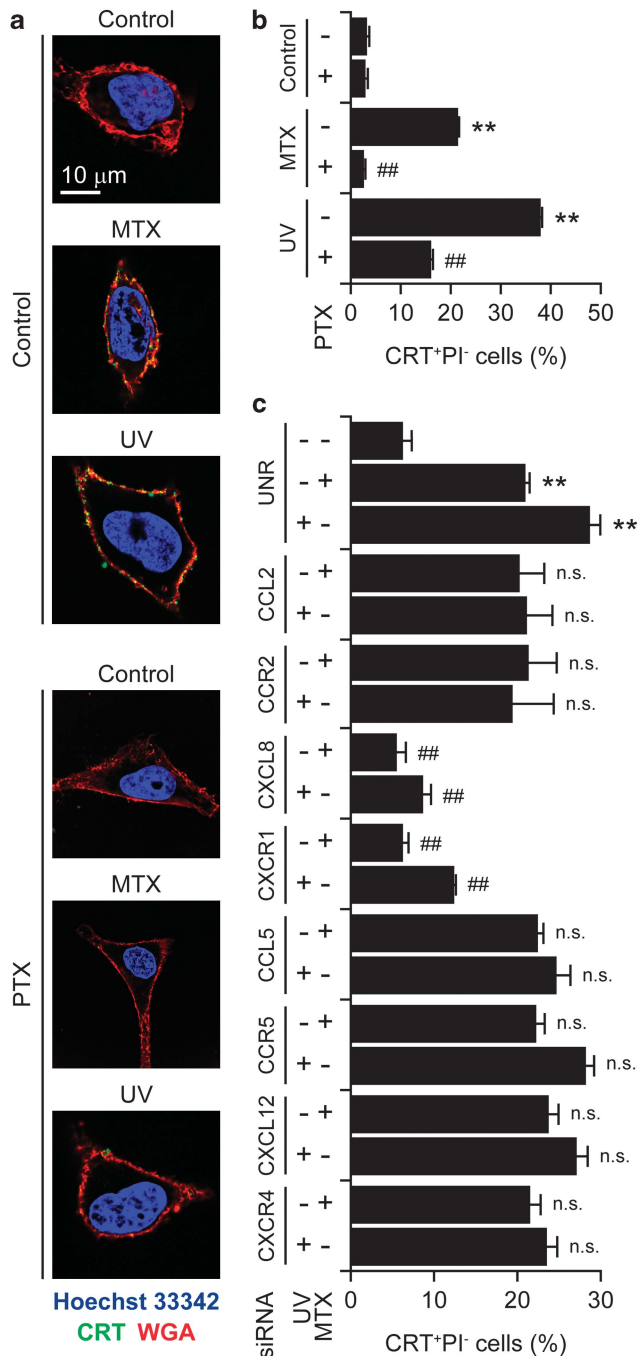 a
Control
10 μm
MTX
UV
Control
Control
MTX
UV
PTX
Hoechst 33342
CRT WGA
b
Control
-
+
MTX
- **
+ ##
UV
- **
+ ##
PTX
0 10 20 30 40 50
CRT+PI- cells (%)
c
UNR
- -
- + **
+ - **
CCL2
- + n.s.
+ - n.s.
CCR2
- + n.s.
+ - n.s.
CXCL8
- + ##
+ - ##
CXCR1
- + ##
+ - ##
CCL5
- + n.s.
+ - n.s.
CCR5
- + n.s.
+ - n.s.
CXCL12
- + n.s.
+ - n.s.
CXCR4
- + n.s.
+ - n.s.
siRNA
UV
MTX
0 10 20 30
CRT+PI- cells (%)